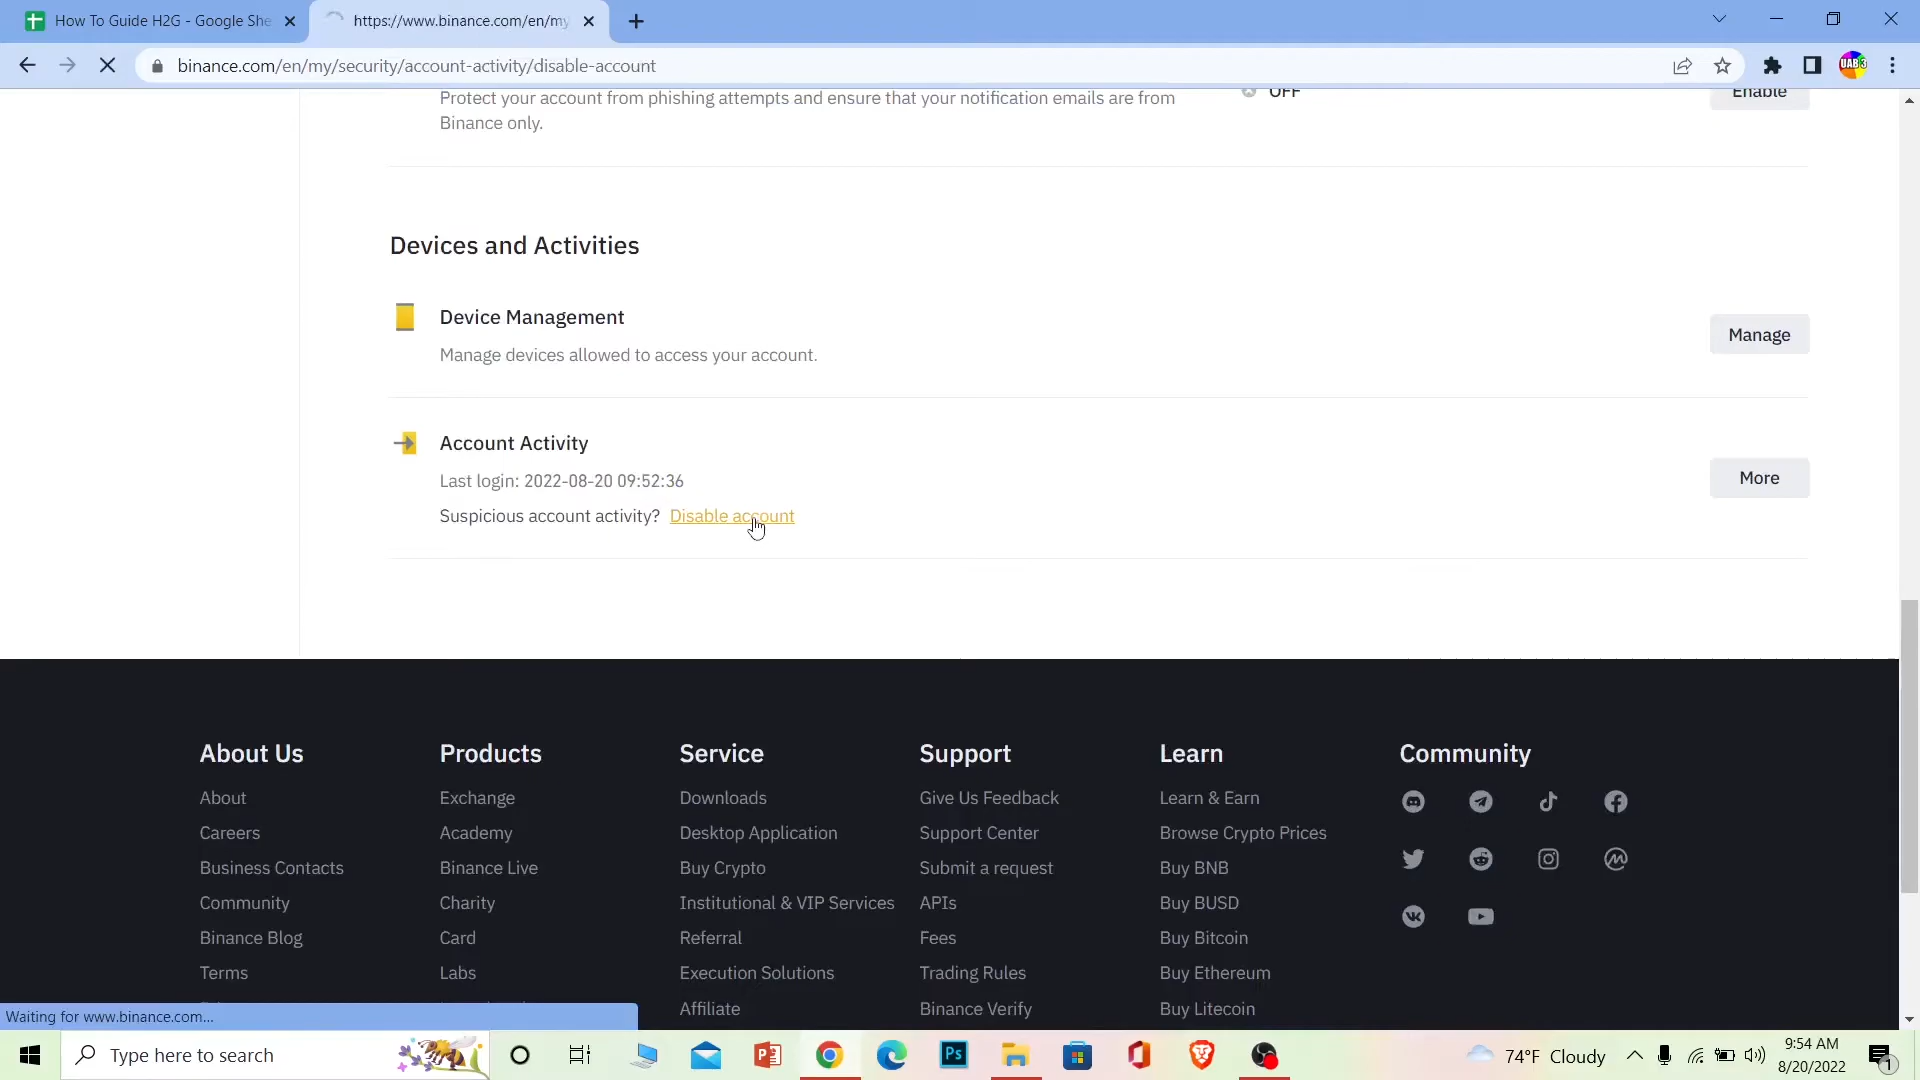 How To Guide H2G - Google She
https://www.binance.com/en/my
binance.com/en/my/security/account-activity/disable-account
UAB 3
Protect your account from phishing attempts and ensure that your notification emails are from
Binance only.
OFF
Enable
Devices and Activities
Device Management
Manage devices allowed to access your account.
Manage
Account Activity
Last login: 2022-08-20 09:52:36
Suspicious account activity? Disable account
More
About Us
About
Careers
Business Contacts
Community
Binance Blog
Terms
Products
Exchange
Academy
Binance Live
Charity
Card
Labs
Service
Downloads
Desktop Application
Buy Crypto
Institutional & VIP Services
Referral
Execution Solutions
Affiliate
Support
Give Us Feedback
Support Center
Submit a request
APIs
Fees
Trading Rules
Binance Verify
Learn
Learn & Earn
Browse Crypto Prices
Buy BNB
Buy BUSD
Buy Bitcoin
Buy Ethereum
Buy Litecoin
Community
Waiting for www.binance.com...
Type here to search
Ps
74°F Cloudy
9:54 AM
8/20/2022
1